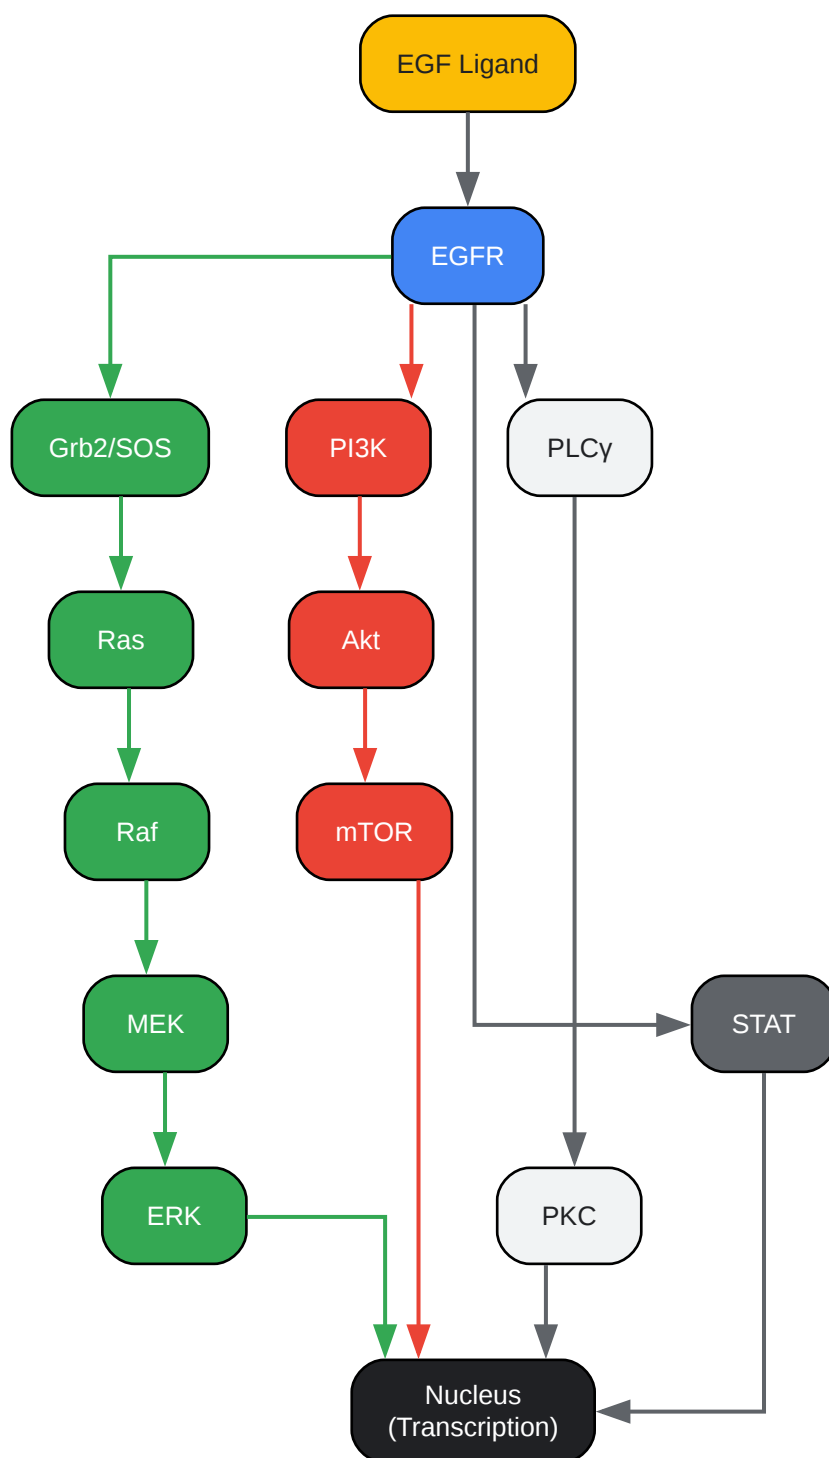 EGF Ligand
EGFR
Grb2/SOS
PI3K
PLCγ
Ras
Akt
Raf
mTOR
MEK
STAT
ERK
PKC
Nucleus
(Transcription)